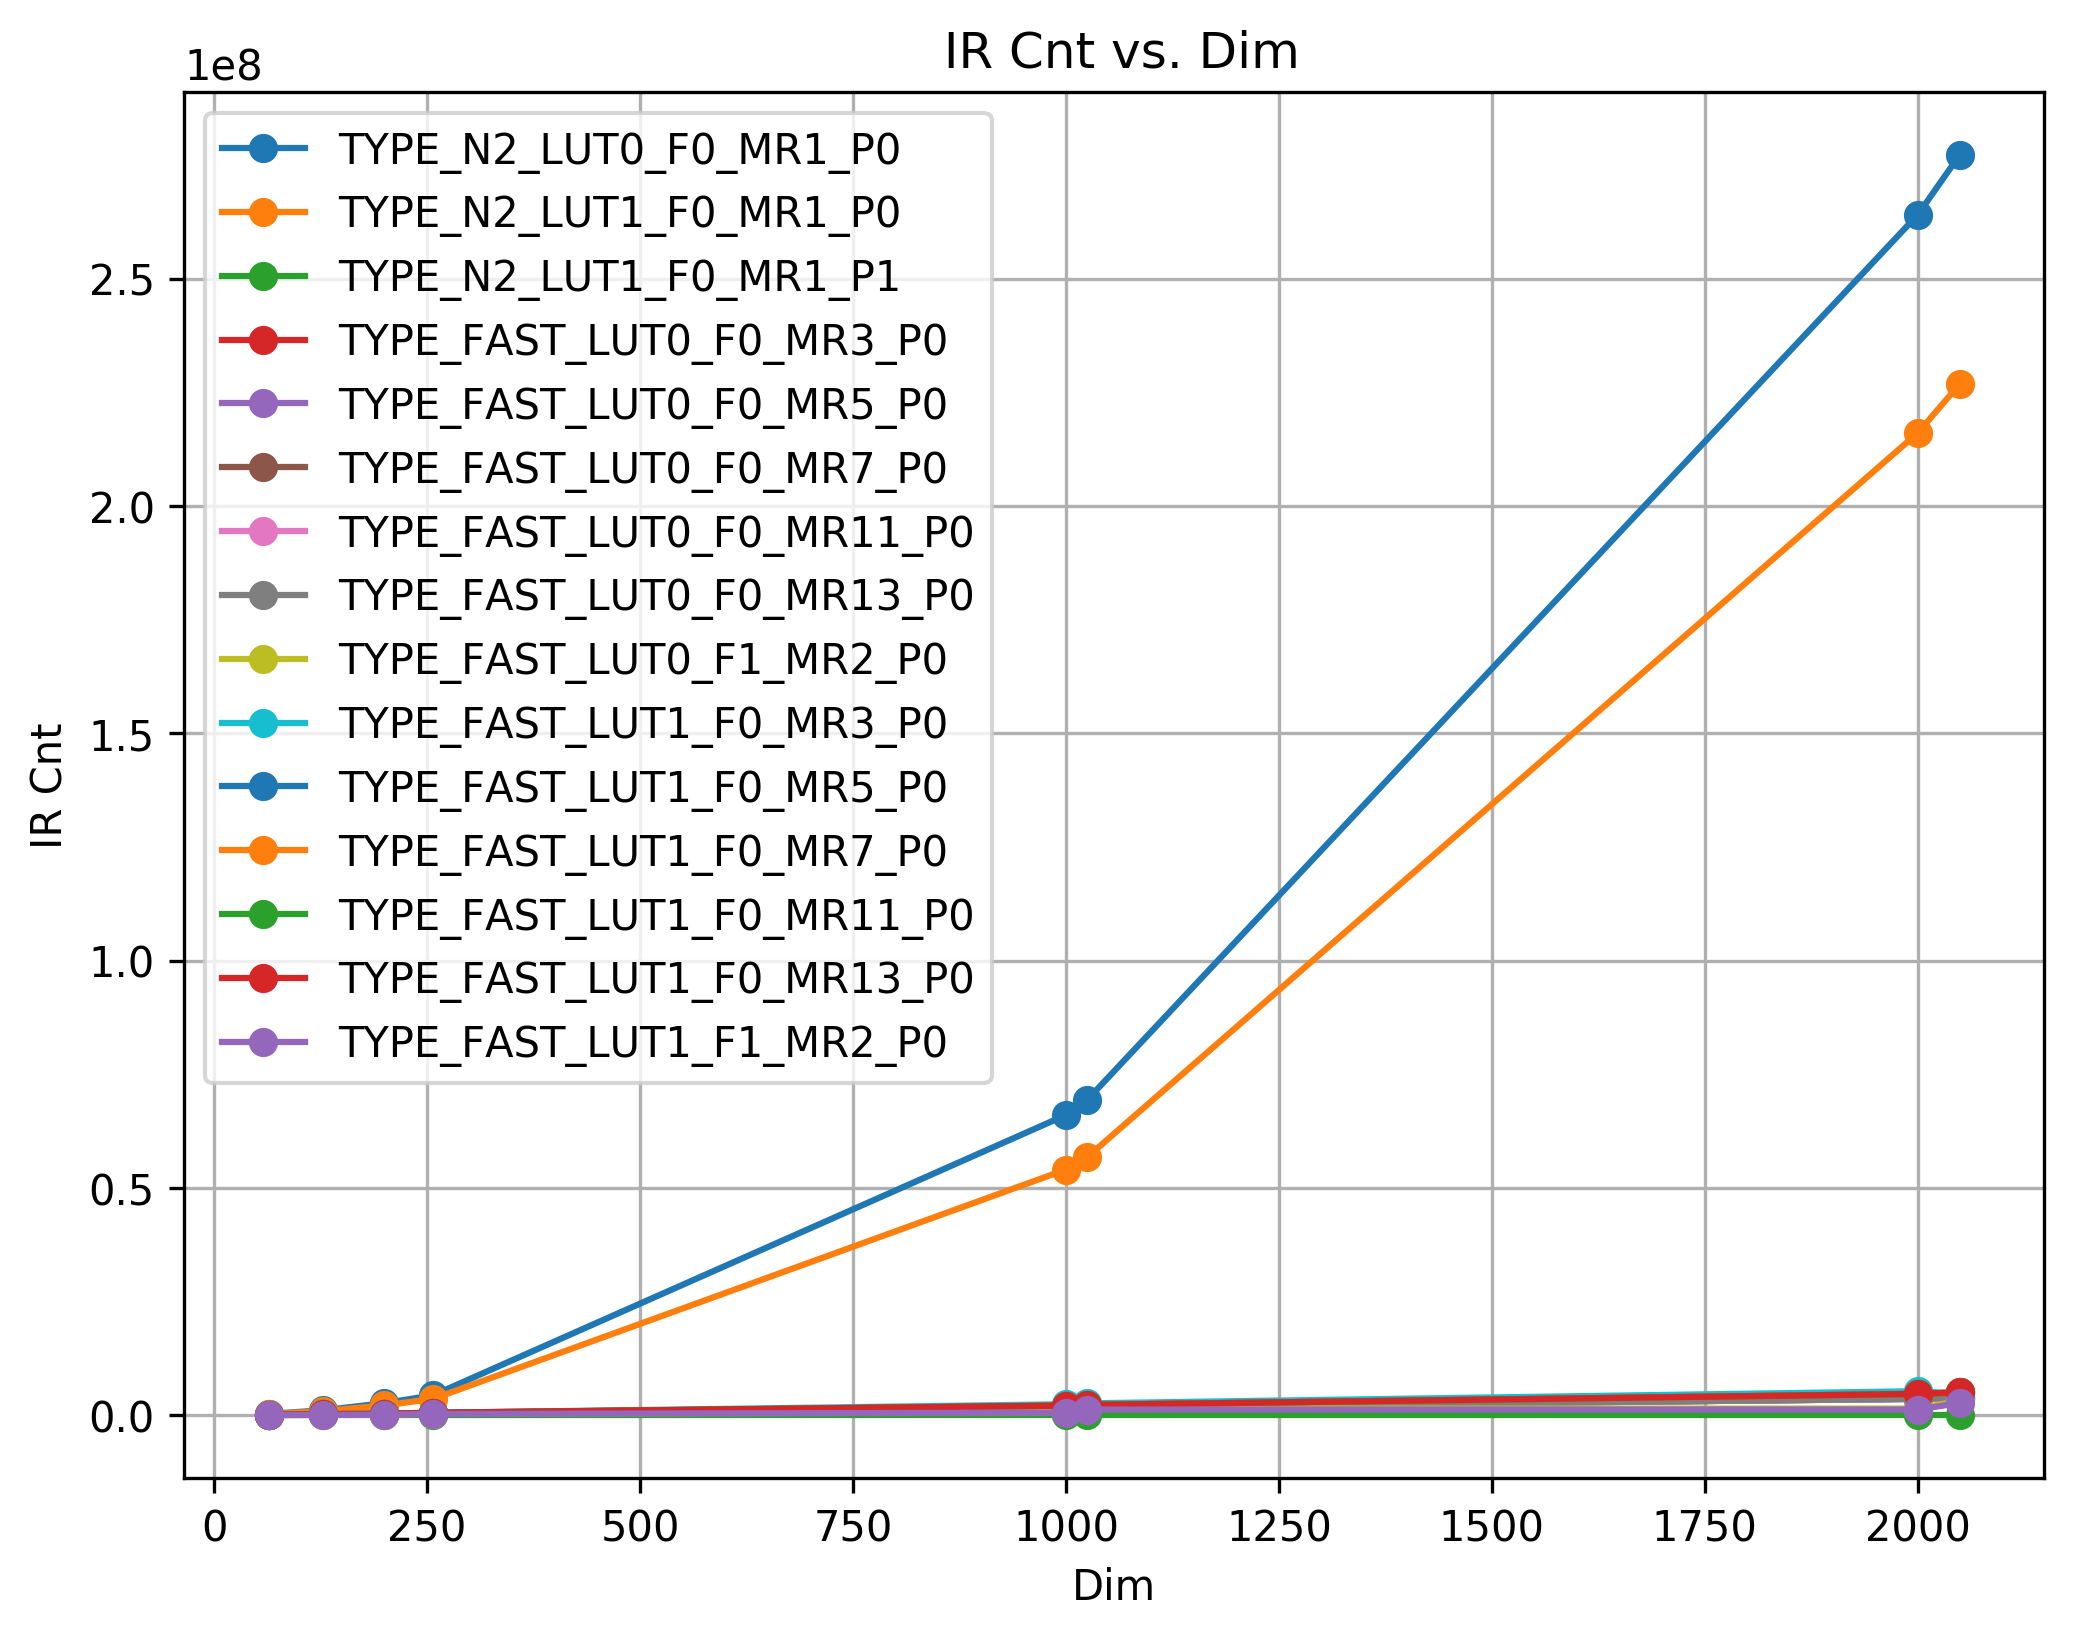 IR Cnt vs. Dim
1e8
TYPE_N2_LUT0_F0_MR1_P0
TYPE_N2_LUT1_F0_MR1_P0
TYPE_N2_LUT1_F0_MR1_P1
TYPE_FAST_LUT0_F0_MR3_P0
TYPE_FAST_LUT0_F0_MR5_P0
TYPE_FAST_LUT0_F0_MR7_P0
TYPE_FAST_LUT0_F0_MR11_P0
TYPE_FAST_LUT0_F0_MR13_P0
TYPE_FAST_LUT0_F1_MR2_P0
TYPE_FAST_LUT1_F0_MR3_P0
TYPE_FAST_LUT1_F0_MR5_P0
TYPE_FAST_LUT1_F0_MR7_P0
TYPE_FAST_LUT1_F0_MR11_P0
TYPE_FAST_LUT1_F0_MR13_P0
TYPE_FAST_LUT1_F1_MR2_P0
2.5
2.0
1.5
1.0
0.5
0.0
IR Cnt
0 250 500 750 1000 1250 1500 1750 2000
Dim